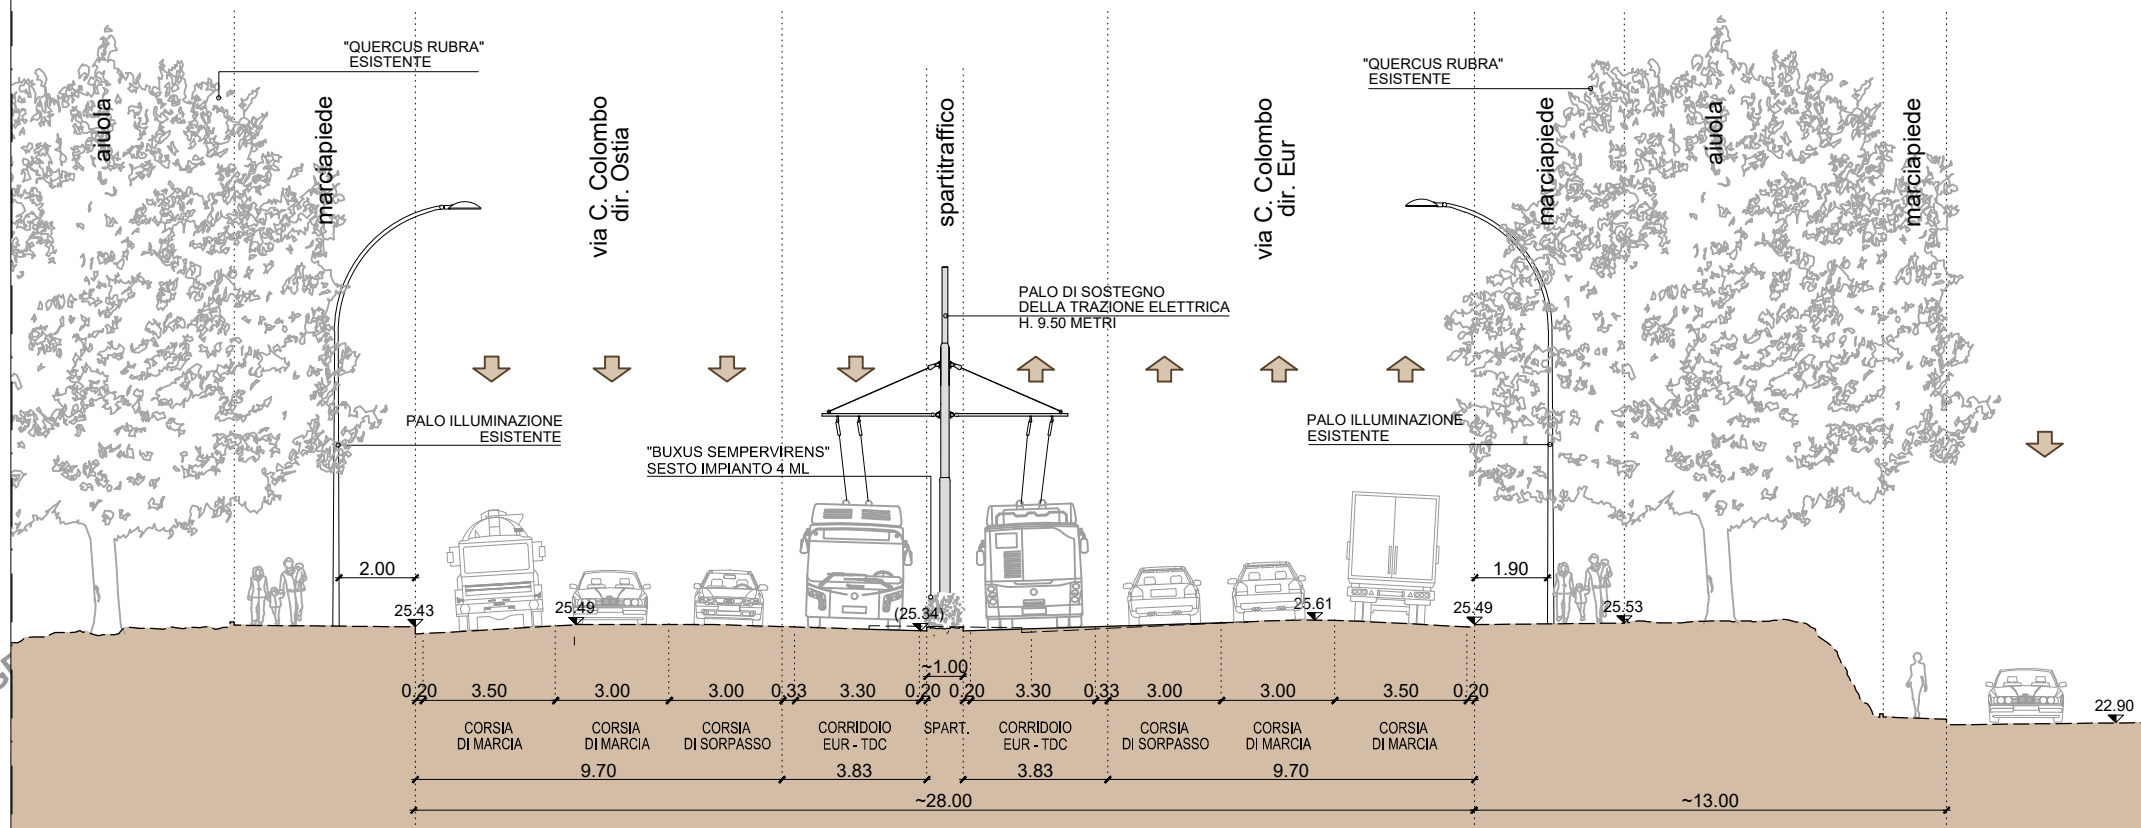 "QUERCUS RUBRA"
ESISTENTE
"QUERCUS RUBRA"
ESISTENTE
aiuola
marciapiede
via C. Colombo
dir. Ostia
spartitraffico
via C. Colombo
dir. Eur
marciapiede
aiuola
marciapiede
PALO DI SOSTEGNO
DELLA TRAZIONE ELETTRICA
H. 9.50 METRI
PALO ILLUMINAZIONE
ESISTENTE
PALO ILLUMINAZIONE
ESISTENTE
"BUXUS SEMPERVIRENS"
SESTO IMPIANTO 4 ML
2.00
1.90
25.43
25.49
(25.34)
25.61
25.49
25.53
22.90
~1.00
0.20 3.50 3.00 3.00 0.33 3.30 0.20 0.20 3.30 0.33 3.00 3.00 3.50 0.20
CORSIA
DI MARCIA
CORSIA
DI MARCIA
CORSIA
DI SORPASSO
CORRIDOIO
EUR - TDC
SPART.
CORRIDOIO
EUR - TDC
CORSIA
DI SORPASSO
CORSIA
DI MARCIA
CORSIA
DI MARCIA
9.70 3.83 3.83 9.70
~28.00 ~13.00